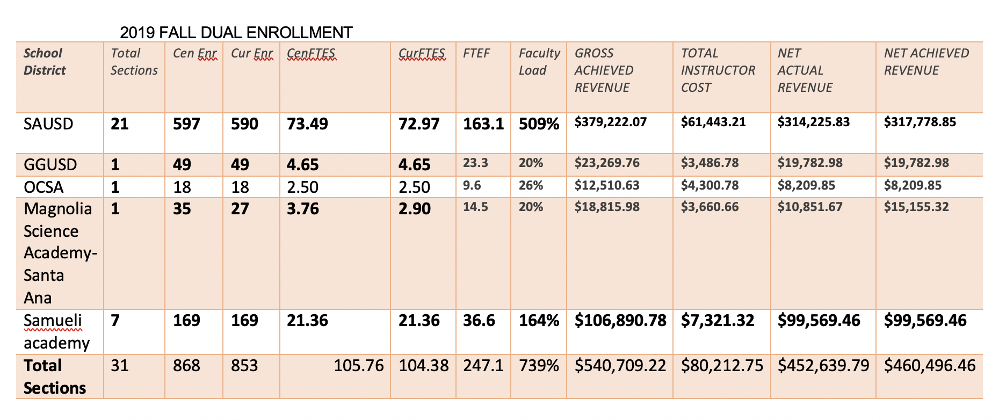 2019 FALL DUAL ENROLLMENT
School District Total Sections Cen Enr Cur Enr CenFTES CurFTES FTEF Faculty Load GROSS ACHIEVED REVENUE TOTAL INSTRUCTOR COST NET ACTUAL REVENUE NET ACHIEVED REVENUE
SAUSD 21 597 590 73.49 72.97 163.1 509% $379,222.07 $61,443.21 $314,225.83 $317,778.85
GGUSD 1 49 49 4.65 4.65 23.3 20% $23,269.76 $3,486.78 $19,782.98 $19,782.98
OCSA 1 18 18 2.50 2.50 9.6 26% $12,510.63 $4,300.78 $8,209.85 $8,209.85
Magnolia Science Academy-Santa Ana 1 35 27 3.76 2.90 14.5 20% $18,815.98 $3,660.66 $10,851.67 $15,155.32
Samueli academy 7 169 169 21.36 21.36 36.6 164% $106,890.78 $7,321.32 $99,569.46 $99,569.46
Total Sections 31 868 853 105.76 104.38 247.1 739% $540,709.22 $80,212.75 $452,639.79 $460,496.46